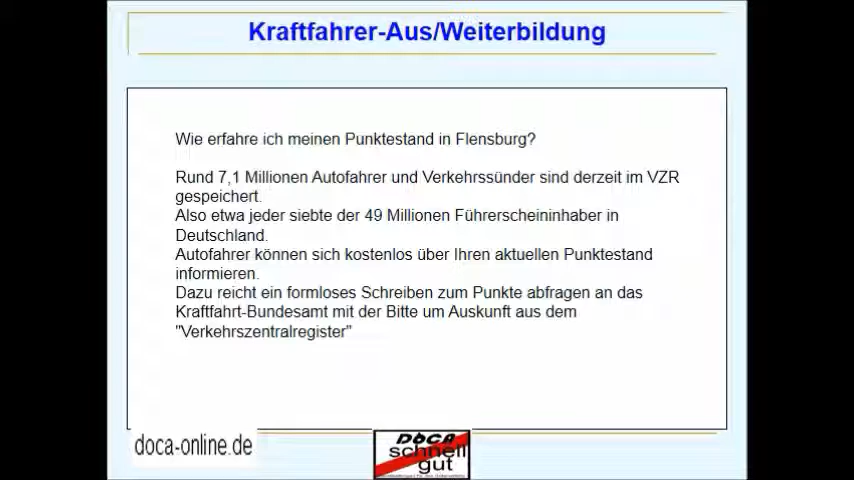 Kraftfahrer-Aus/Weiterbildung
Wie erfahre ich meinen Punktestand in Flensburg?
Rund 7,1 Millionen Autofahrer und Verkehrssünder sind derzeit im VZR
gespeichert.
Also etwa jeder siebte der 49 Millionen Führerscheininhaber in
Deutschland.
Autofahrer können sich kostenlos über Ihren aktuellen Punktestand
informieren.
Dazu reicht ein formloses Schreiben zum Punkte abfragen an das
Kraftfahrt-Bundesamt mit der Bitte um Auskunft aus dem
"Verkehrszentralregister"
doca-online.de
DOCA
schnell
gut